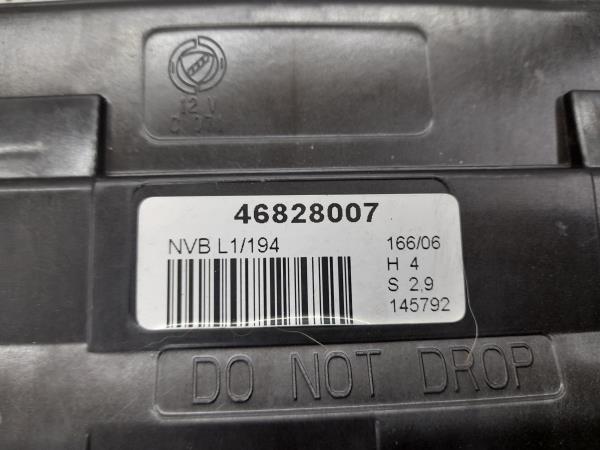 12 V
46828007
NVB L1/194
166/06
H 4
S 2,9
145792
DO NOT DROP